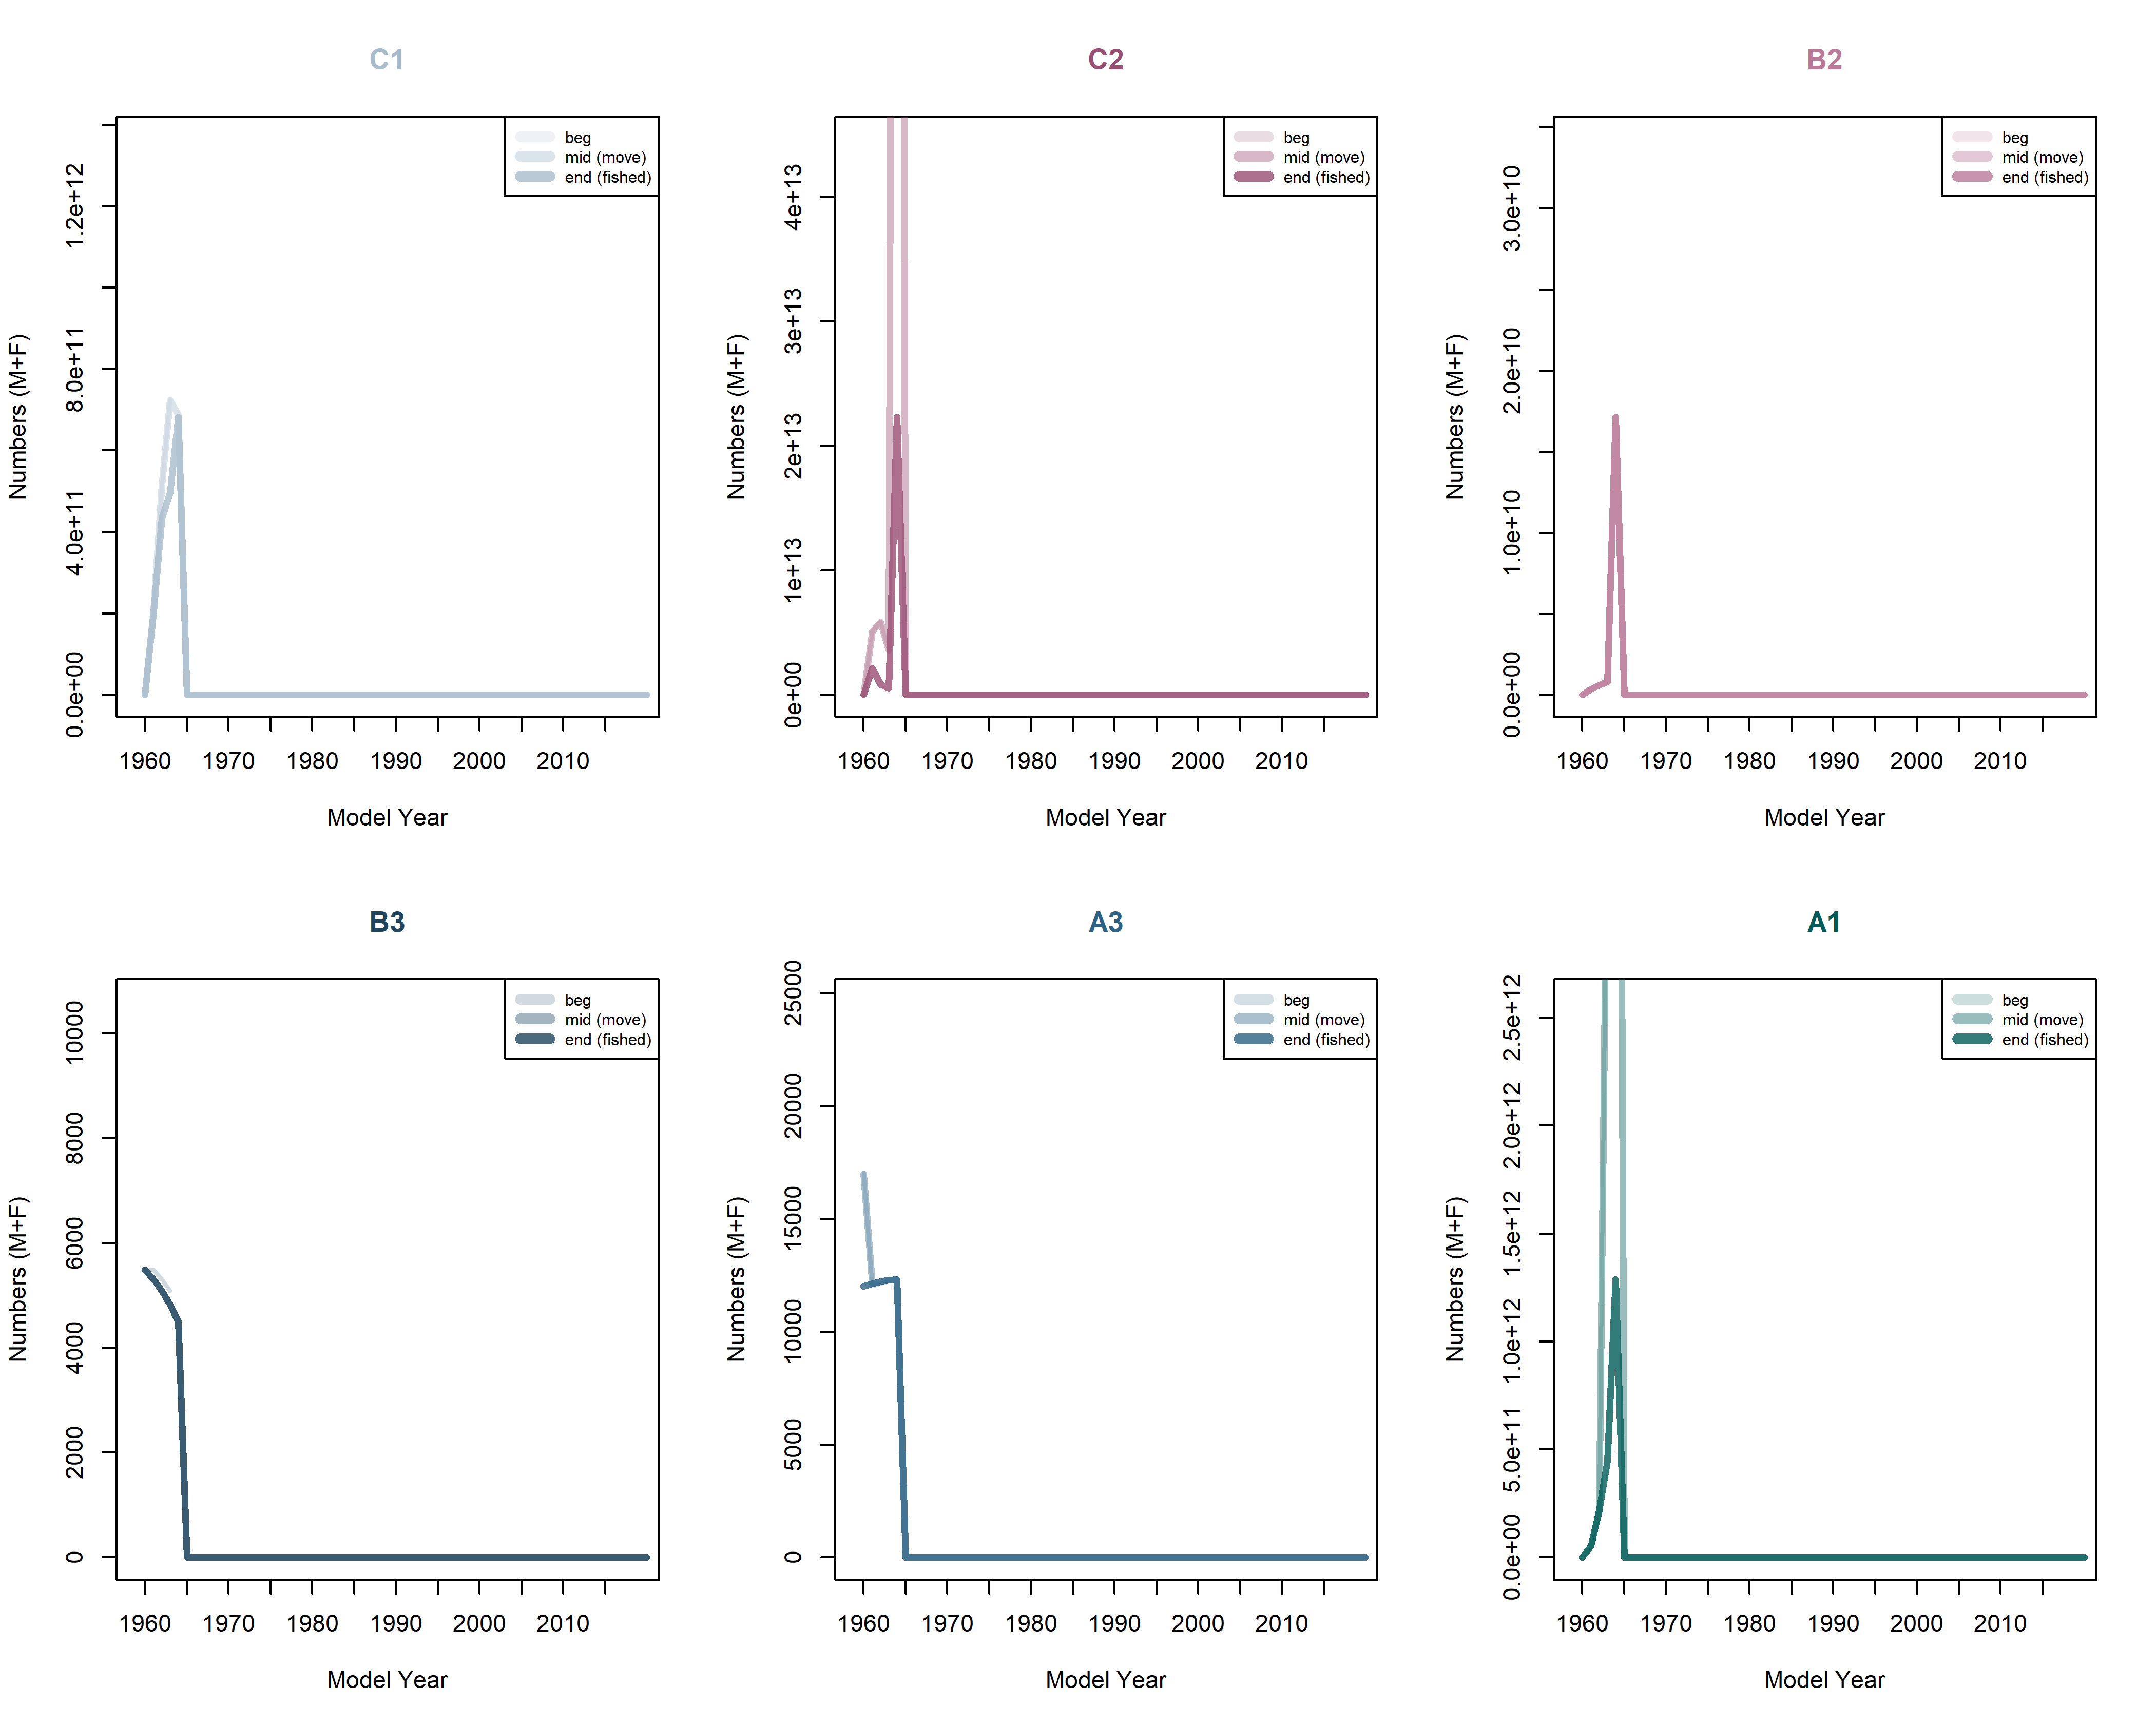 C1
beg
mid (move)
end (fished)
Numbers (M+F)
0.0e+00
4.0e+11
8.0e+11
1.2e+12
1960 1970 1980 1990 2000 2010
Model Year
C2
beg
mid (move)
end (fished)
Numbers (M+F)
0e+00
1e+13
2e+13
3e+13
4e+13
1960 1970 1980 1990 2000 2010
Model Year
B2
beg
mid (move)
end (fished)
Numbers (M+F)
0.0e+00
1.0e+10
2.0e+10
3.0e+10
1960 1970 1980 1990 2000 2010
Model Year
B3
beg
mid (move)
end (fished)
Numbers (M+F)
0
2000
4000
6000
8000
10000
1960 1970 1980 1990 2000 2010
Model Year
A3
beg
mid (move)
end (fished)
Numbers (M+F)
0
5000
10000
15000
20000
25000
1960 1970 1980 1990 2000 2010
Model Year
A1
beg
mid (move)
end (fished)
Numbers (M+F)
0.0e+00
5.0e+11
1.0e+12
1.5e+12
2.0e+12
2.5e+12
1960 1970 1980 1990 2000 2010
Model Year